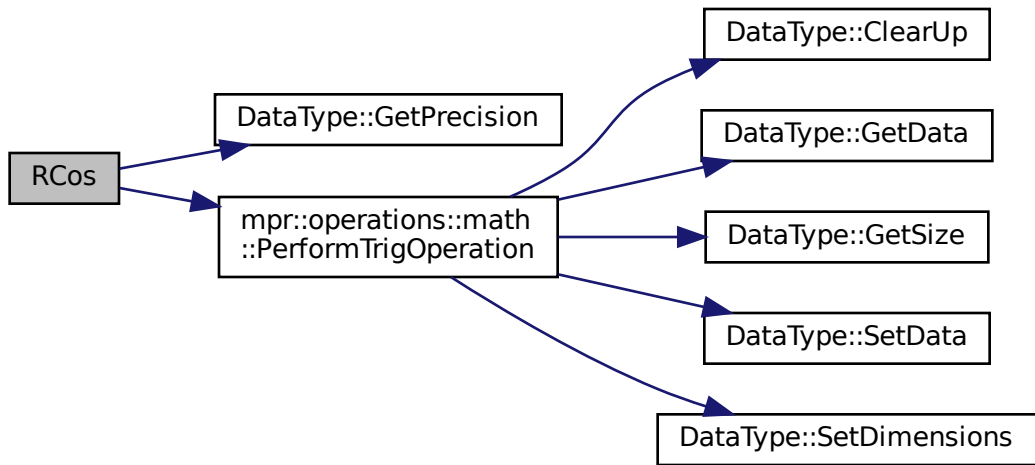 RCos
DataType::GetPrecision
mpr::operations::math
::PerformTrigOperation
DataType::ClearUp
DataType::GetData
DataType::GetSize
DataType::SetData
DataType::SetDimensions